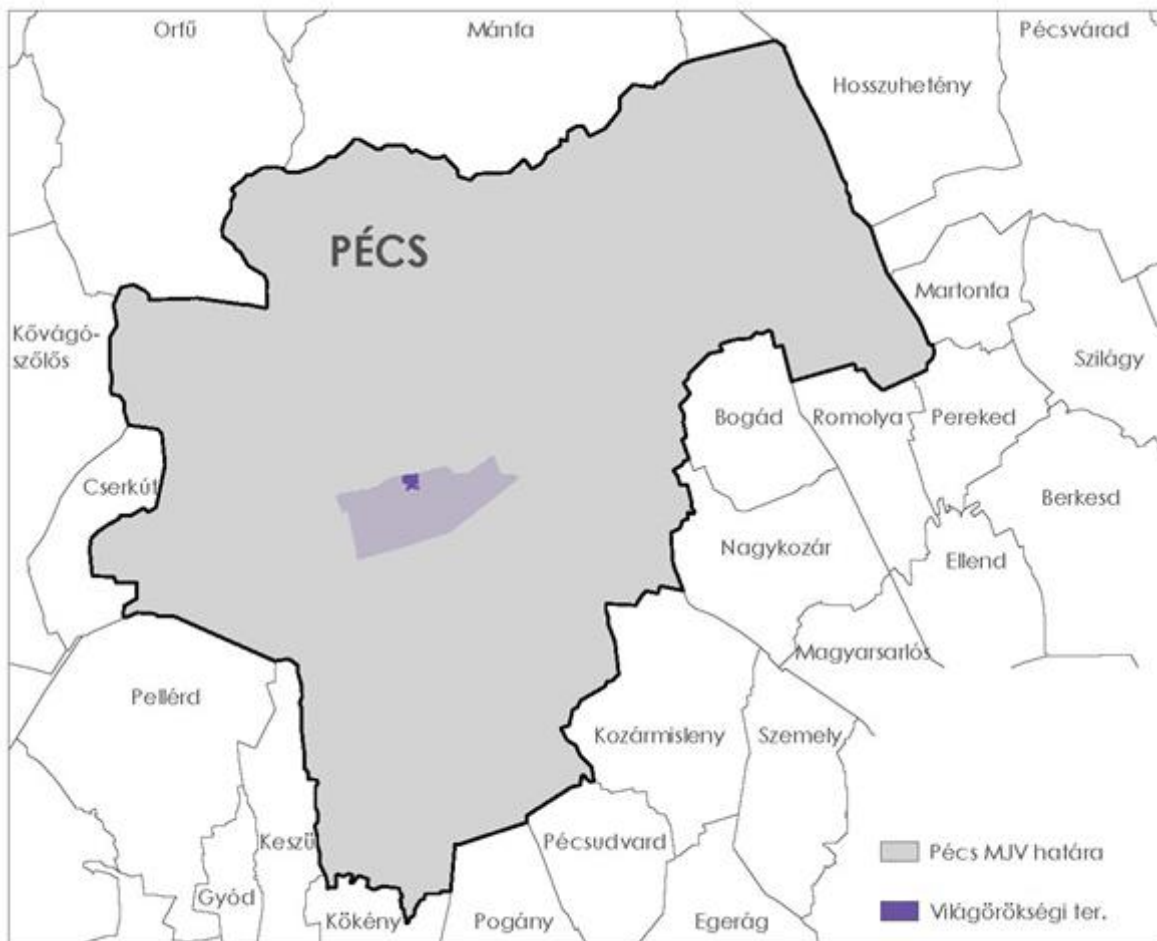 Orfű
Mánfa
Pécsvárad
Hosszuhetény
PÉCS
Martonfa
Kővágó-
szőlős
Szilágy
Bogád
Romolya
Pereked
Cserkút
Berkesd
Nagykozár
Ellend
Magyarsarlós
Pellérd
Kozármisleny
Szemely
Keszü
Pécsudvard
Pécs MJV határa
Gyód
Kökény
Pogány
Egerág
Világörökségi ter.